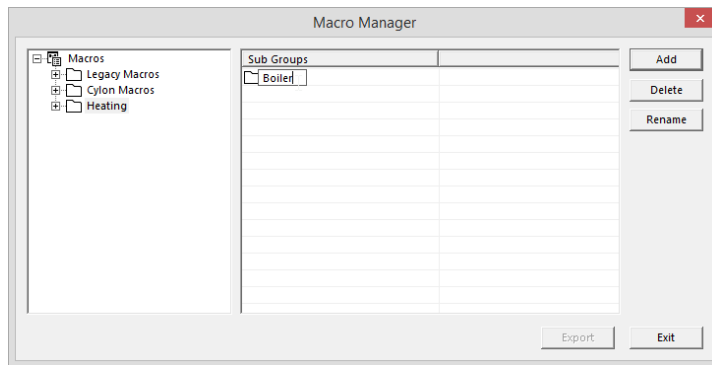 Macro Manager
Macros
Legacy Macros
Cylon Macros
Heating
Sub Groups
Boiler
Add
Delete
Rename
Export
Exit